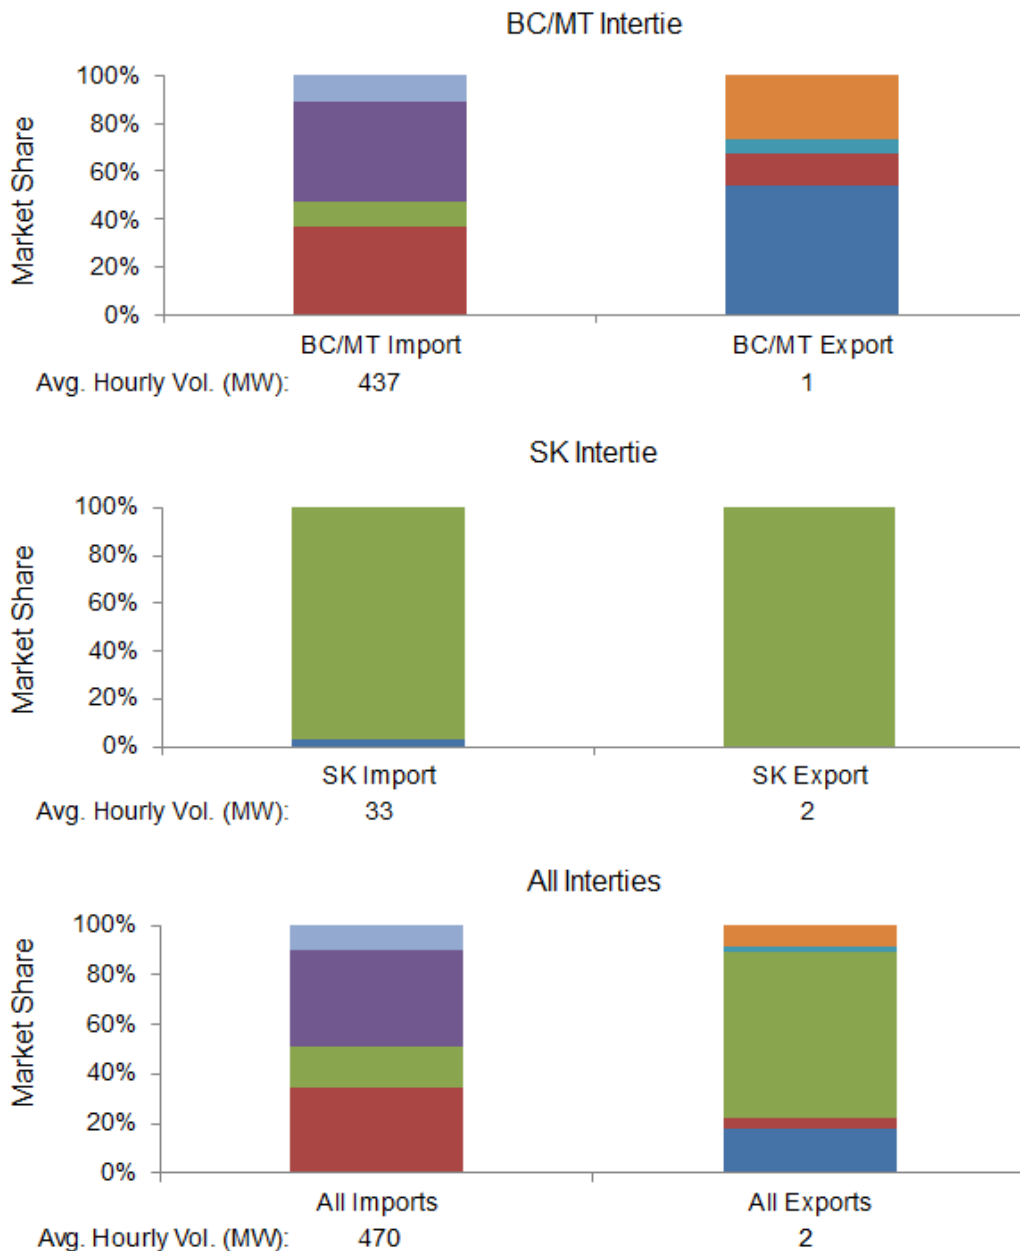 BC/MT Intertie
Market Share
100%
80%
60%
40%
20%
0%
BC/MT Import BC/MT Export
Avg. Hourly Vol. (MW): 437 1
SK Intertie
Market Share
100%
80%
60%
40%
20%
0%
SK Import SK Export
Avg. Hourly Vol. (MW): 33 2
All Interties
Market Share
100%
80%
60%
40%
20%
0%
All Imports All Exports
Avg. Hourly Vol. (MW): 470 2